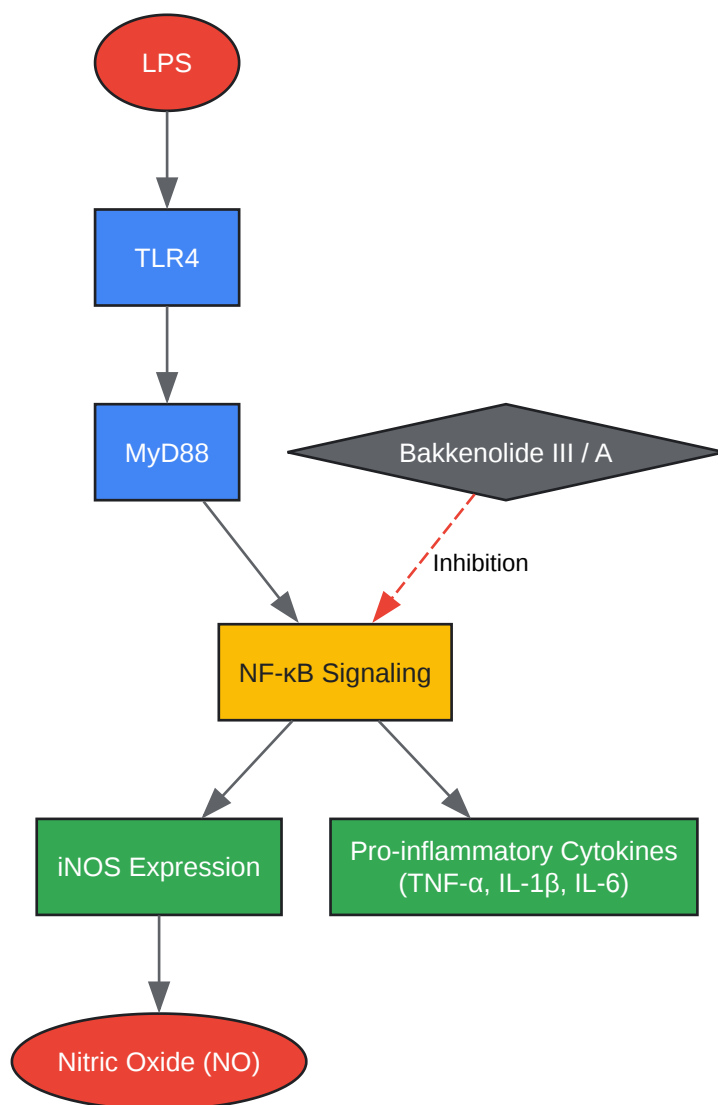 LPS
TLR4
MyD88
Bakkenolide III / A
Inhibition
NF-κB Signaling
iNOS Expression
Pro-inflammatory Cytokines
(TNF-α, IL-1β, IL-6)
Nitric Oxide (NO)